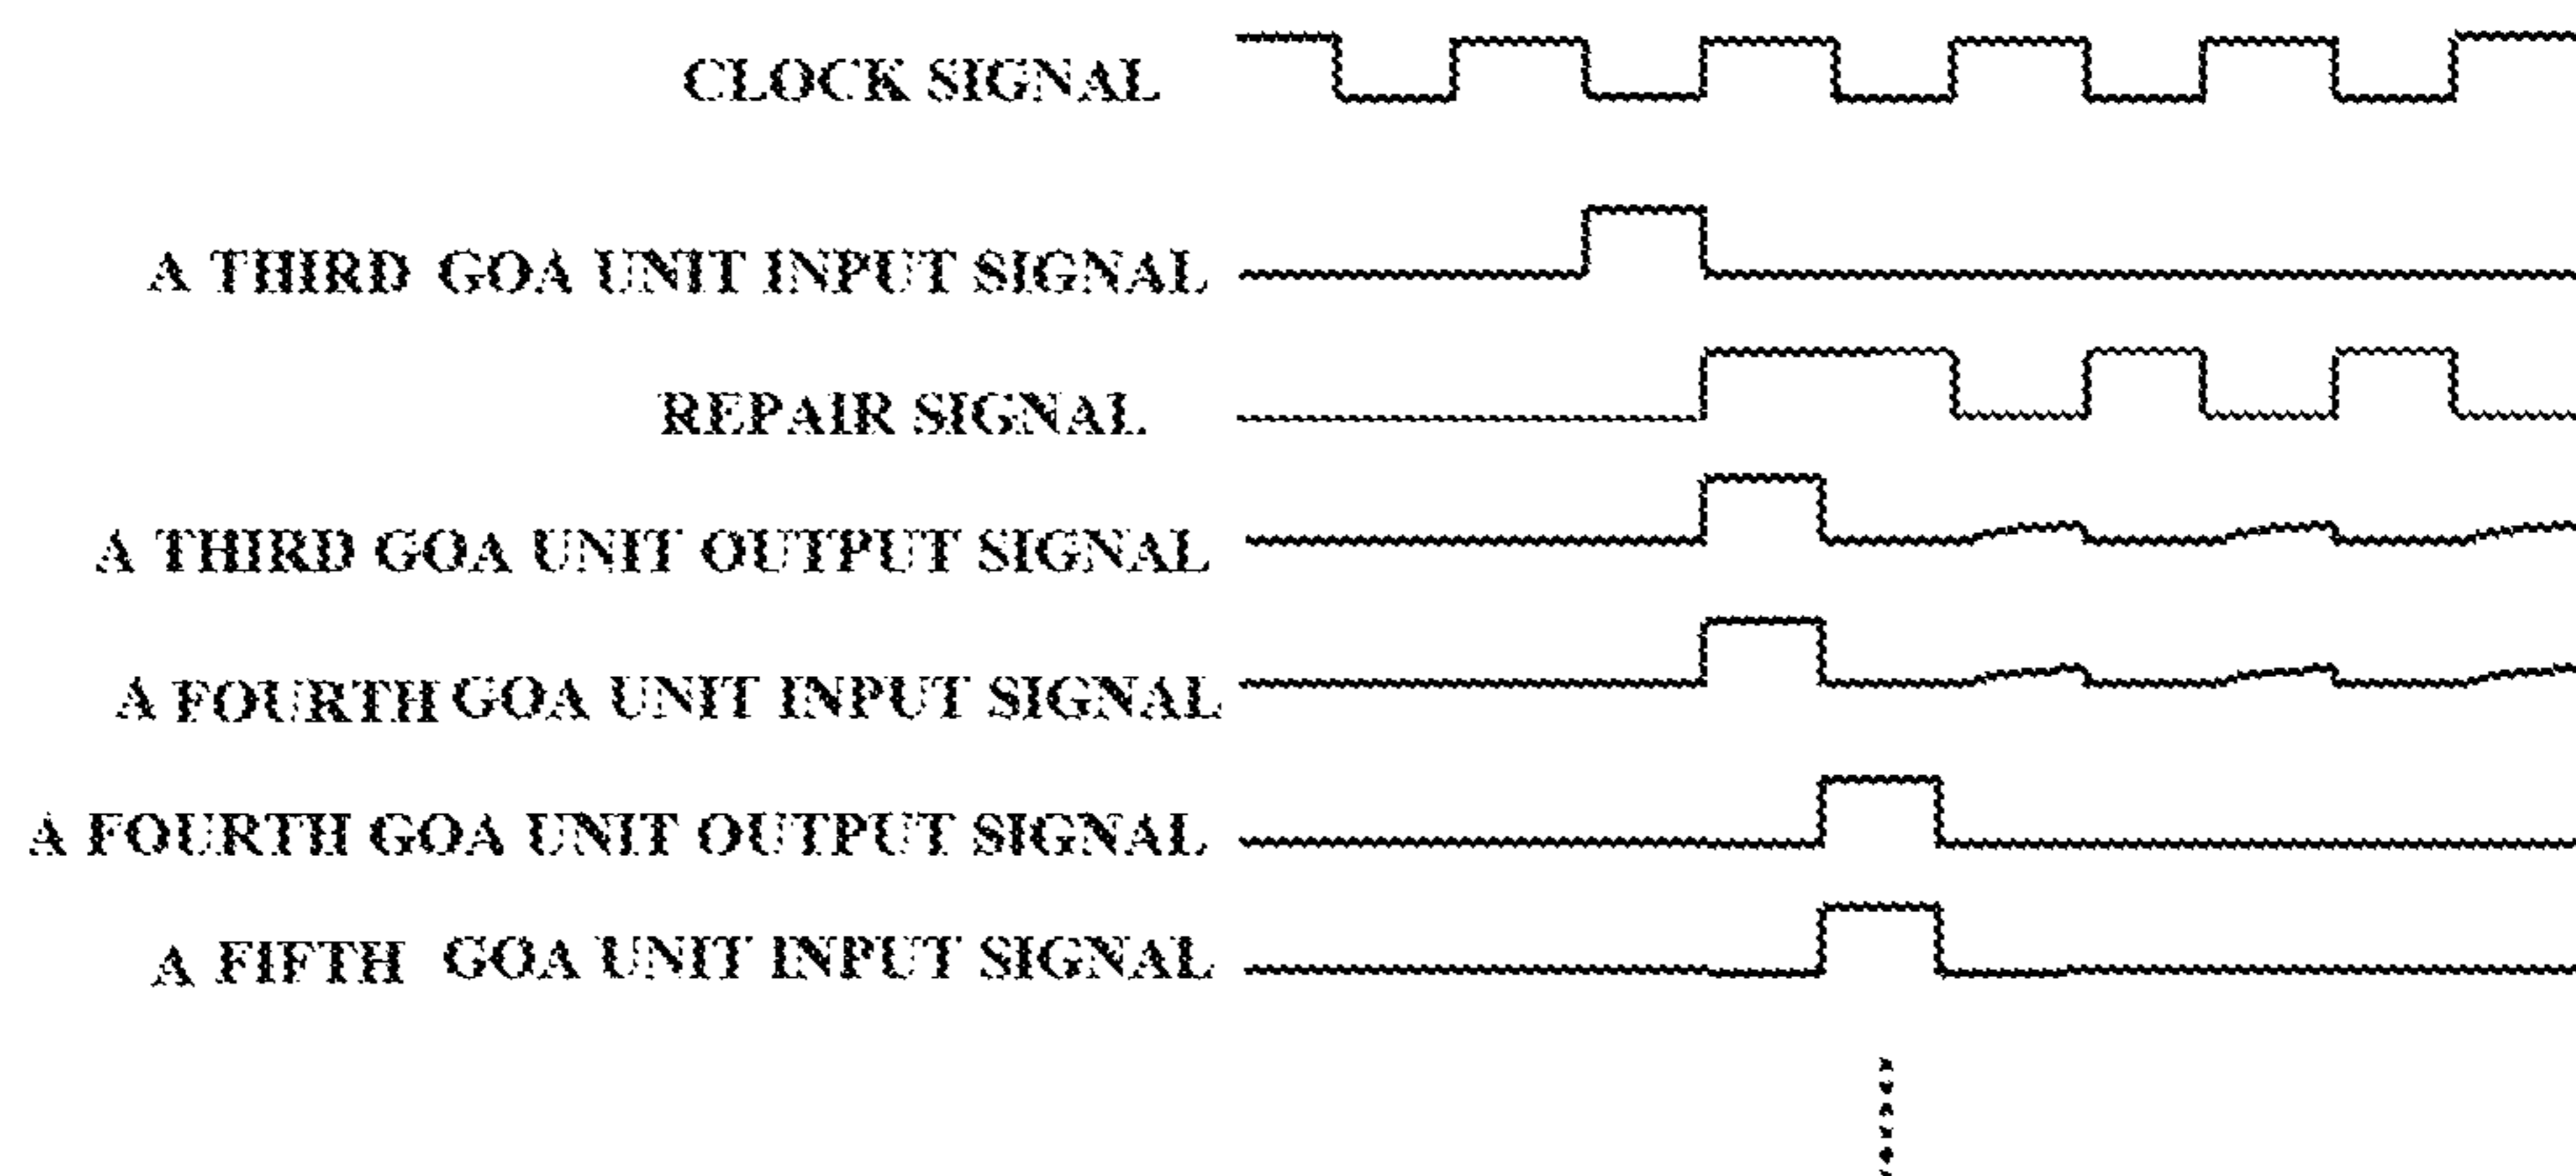 CLOCK SIGNAL
A THIRD GOA UNIT INPUT SIGNAL
REPAIR SIGNAL
A THIRD GOA UNIT OUTPUT SIGNAL
A FOURTH GOA UNIT INPUT SIGNAL
A FOURTH GOA UNIT OUTPUT SIGNAL
A FIFTH GOA UNIT INPUT SIGNAL